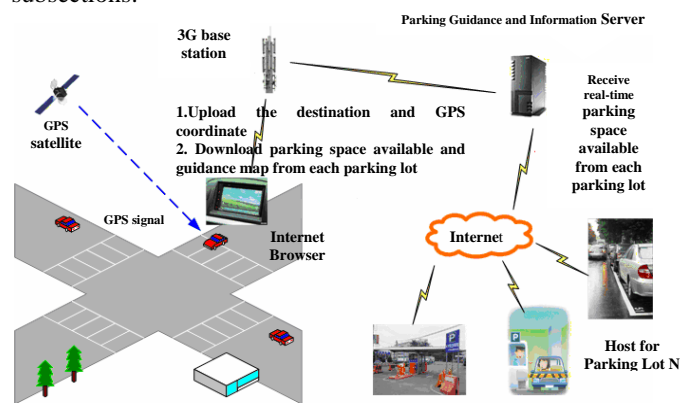 subsections.
Parking Guidance and Information Server
3G base
station
1.Upload the destination and GPS
coordinate
2. Download parking space available and
guidance map from each parking lot
Receive
real-time
parking
space
available
from each
parking lot
GPS
satellite
GPS signal
Internet
Browser
Internet
P
P
Host for
Parking Lot N